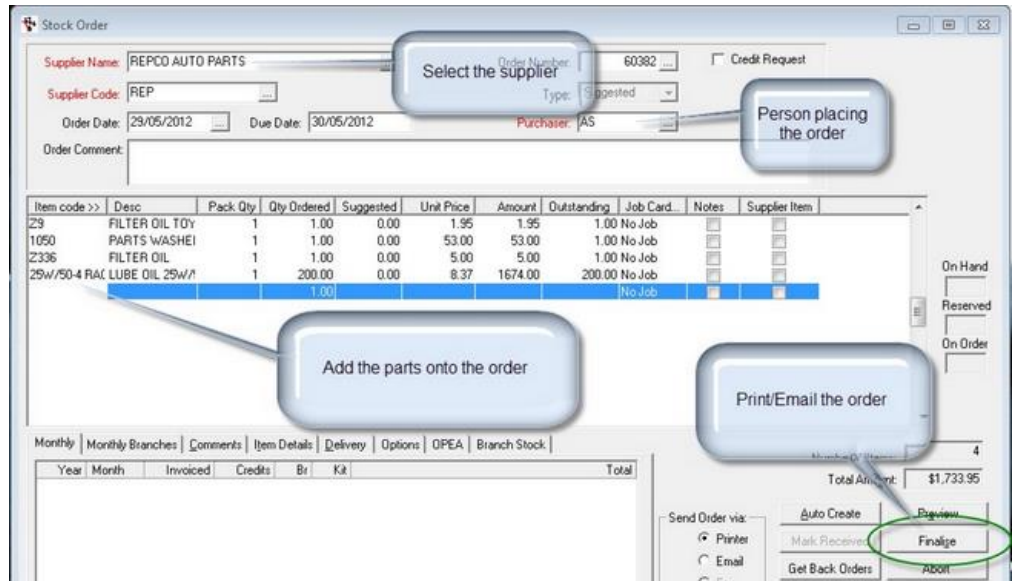 Stock Order
Supplier Name: REPCO AUTO PARTS
Select the supplier
Order Number: 60382 ...
Credit Request
Supplier Code: REP ...
Type: Suggested
Person placing
the order
Order Date: 29/05/2012 ... Due Date: 30/05/2012
Purchaser: AS ...
Order Comment:
Item code >> Desc Pack Qty Qty Ordered Suggested Unit Price Amount Outstanding Job Card... Notes Supplier Item
Z9 FILTER OIL TOY 1 1.00 0.00 1.95 1.95 1.00 No Job
1050 PARTS WASHEI 1 1.00 0.00 53.00 53.00 1.00 No Job
Z336 FILTER OIL 1 1.00 0.00 5.00 5.00 1.00 No Job
25W/50-4 RAC LUBE OIL 25W/! 1 200.00 0.00 8.37 1674.00 200.00 No Job
1.00 No Job
On Hand
Reserved
On Order
Add the parts onto the order
Print/Email the order
Monthly Monthly Branches Comments Item Details Delivery Options OPEA Branch Stock
4
Year Month Invoiced Credits Br Kit Total
Total Amount: $1,733.95
Send Order via:
Auto Create Preview
Printer
Mark Received Finalise
Email
Get Back Orders Abort